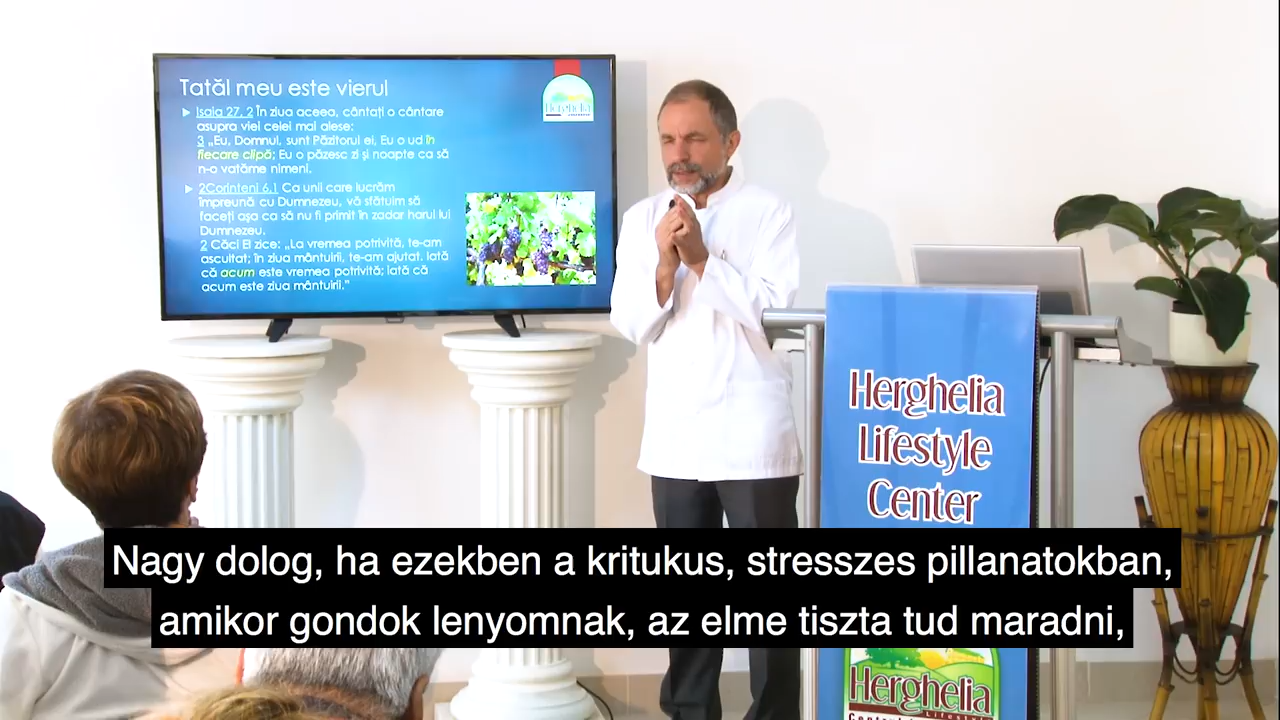 Tatăl meu este vierul
Isaia 27, 2 În ziua aceea, cântați o cântare
asupra viei celei mai alese:
3 „Eu, Domnul, sunt Păzitorul ei, Eu o ud în
fiecare clipă; Eu o păzesc zi și noapte ca să
n-o vatăme nimeni.
2Corinteni 6.1 Ca unii care lucrăm
împreună cu Dumnezeu, vă sfătuim să
faceți așa ca să nu fi primit în zadar harul lui
Dumnezeu.
2 Căci El zice: „La vremea potrivită, te-am
ascultat; în ziua mântuirii, te-am ajutat. Iată
că acum este vremea potrivită; iată că
acum este ziua mântuirii.”
Herghelia
Herghelia
Lifestyle
Center
Nagy dolog, ha ezekben a kritukus, stresszes pillanatokban,
amikor gondok lenyomnak, az elme tiszta tud maradni,
Herghelia
Lifestyle